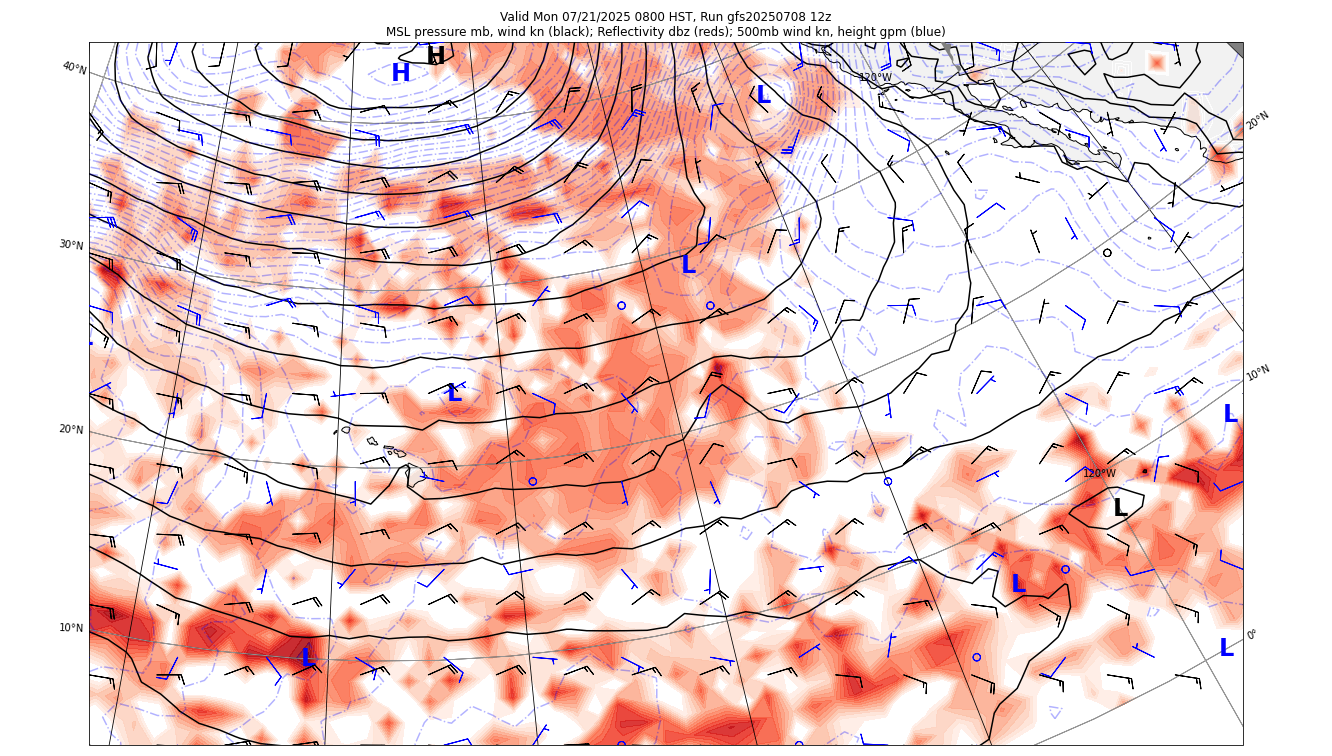 Valid Mon 07/21/2025 0800 HST, Run gfs20250708 12z
MSL pressure mb, wind kn (black); Reflectivity dbz (reds); 500mb wind kn, height gpm (blue)
H
H
40°N
120°W
L
20°N
30°N
L
10°N
L
L
20°N
120°W
L
L
10°N
0°
L
L